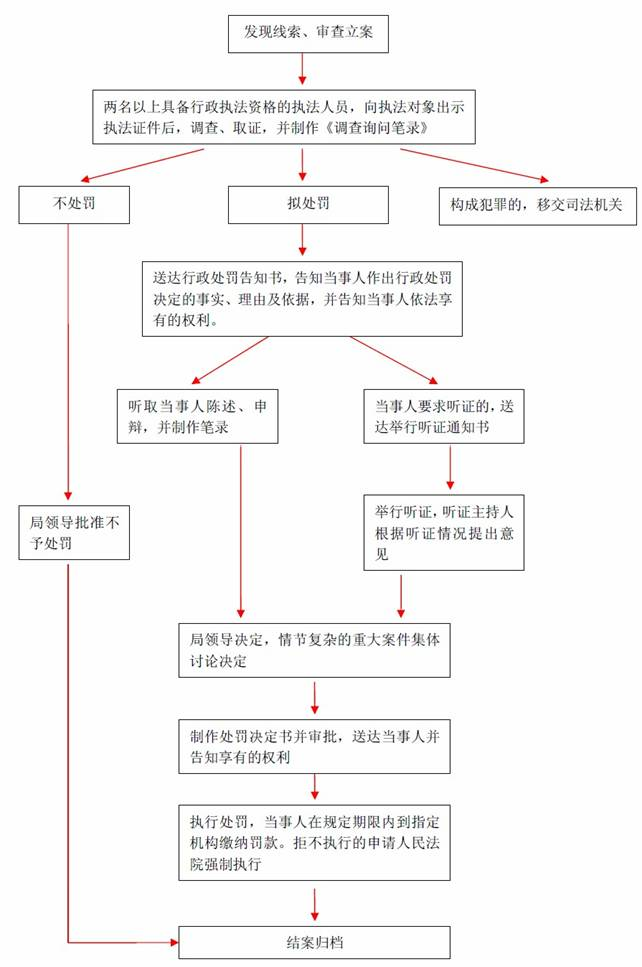 发现线索、审查立案
两名以上具备行政执法资格的执法人员，向执法对象出示
执法证件后，调查、取证，并制作《调查询问笔录》
不处罚
拟处罚
构成犯罪的，移交司法机关
送达行政处罚告知书，告知当事人作出行政处罚
决定的事实、理由及依据，并告知当事人依法享
有的权利。
听取当事人陈述、申
辩，并制作笔录
当事人要求听证的，送
达举行听证通知书
局领导批准不
予处罚
举行听证，听证主持人
根据听证情况提出意
见
局领导决定，情节复杂的重大案件集体
讨论决定
制作处罚决定书并审批，送达当事人并
告知享有的权利
执行处罚，当事人在规定期限内到指定
机构缴纳罚款。拒不执行的申请人民法
院强制执行
结案归档